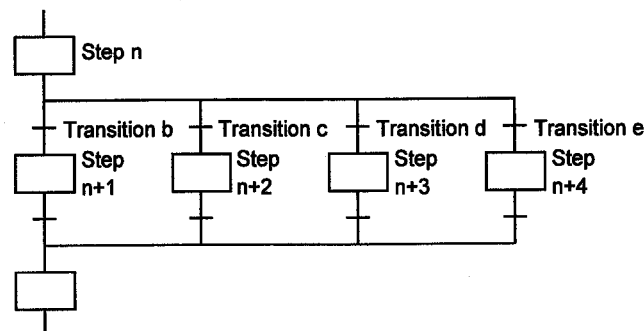 Step n
Transition b
Transition c
Transition d
Transition e
Step
n+1
Step
n+2
Step
n+3
Step
n+4